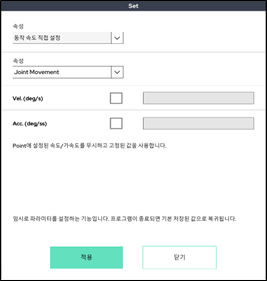 Set
속성
동작 속도 직접 설정
속성
Joint Movement
Vel. (deg/s)
Acc. (deg/ss)
Point에 설정된 속도/가속도를 무시하고 고정된 값을 사용합니다.
임시로 파라미터를 설정하는 기능입니다. 프로그램이 종료되면 기본 저장된 값으로 복귀됩니다.
적용
닫기